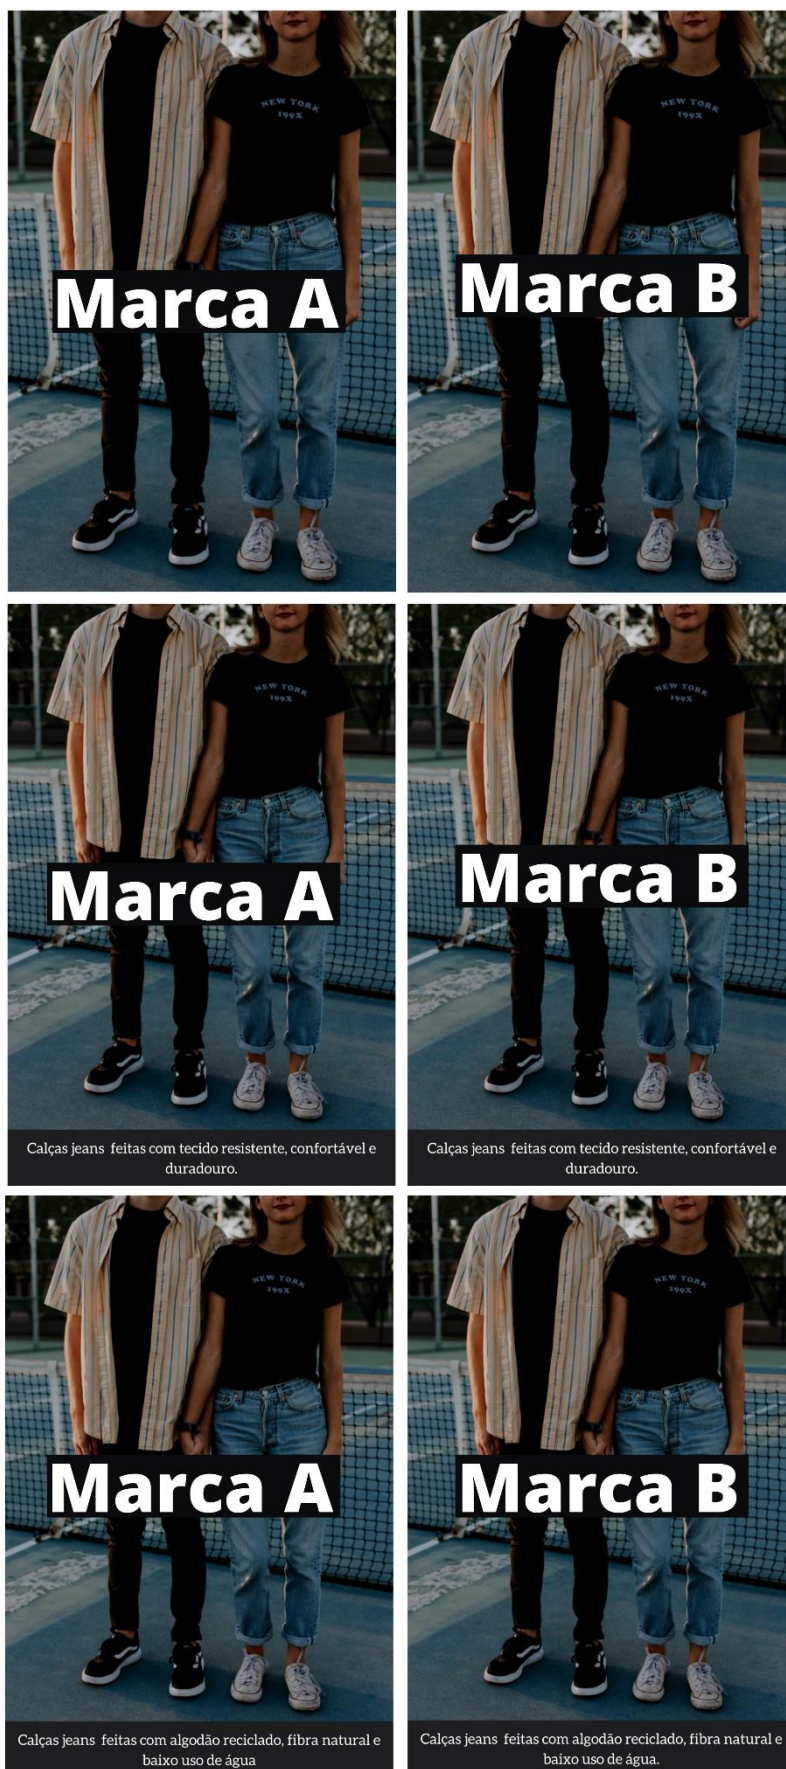 NEW YORK
199X
Marca A
NEW YORK
199X
Marca B
NEW YORK
199X
Marca A
Calças jeans feitas com tecido resistente, confortável e
duradouro.
NEW YORK
199X
Marca B
Calças jeans feitas com tecido resistente, confortável e
duradouro.
NEW YORK
199X
Marca A
Calças jeans feitas com algodão reciclado, fibra natural e
baixo uso de água
NEW YORK
199X
Marca B
Calças jeans feitas com algodão reciclado, fibra natural e
baixo uso de água.